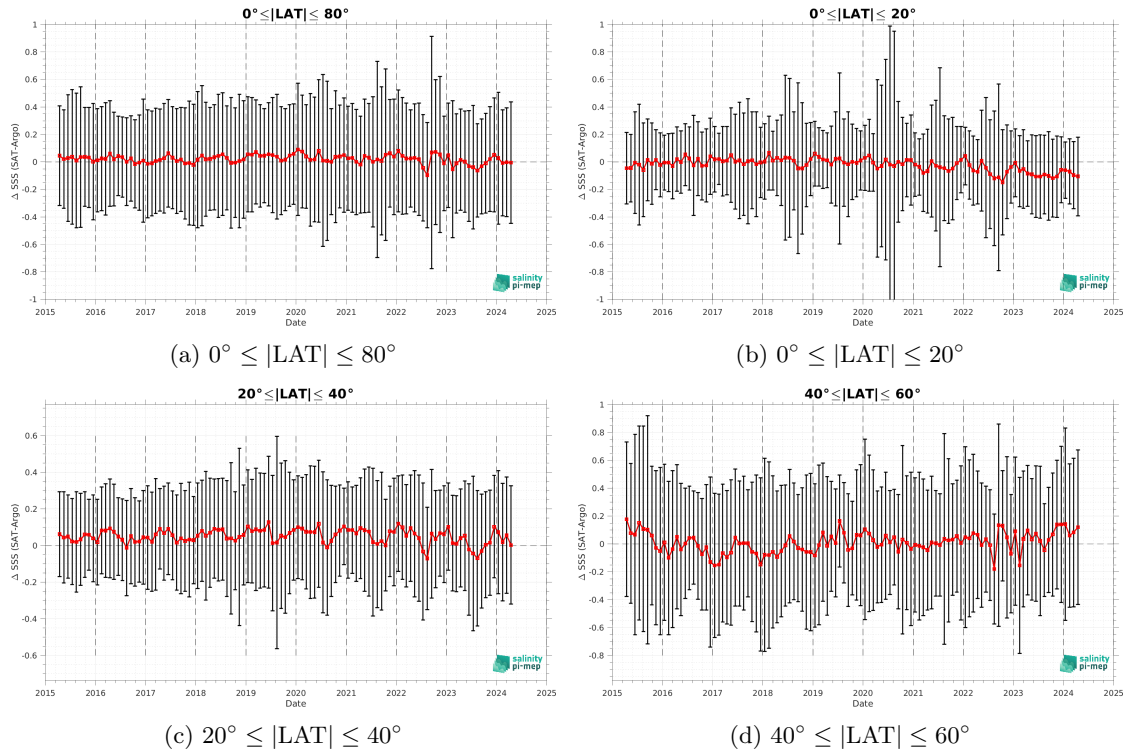 0°≤|LAT|≤ 80°
Δ SSS (SAT-Argo)
1
0.8
0.6
0.4
0.2
0
-0.2
-0.4
-0.6
-0.8
-1
2015 2016 2017 2018 2019 2020 2021 2022 2023 2024 2025
Date
salinity
pi-mep
(a) 0° ≤ |LAT| ≤ 80°
0°≤|LAT|≤ 20°
Δ SSS (SAT-Argo)
1
0.8
0.6
0.4
0.2
0
-0.2
-0.4
-0.6
-0.8
-1
2015 2016 2017 2018 2019 2020 2021 2022 2023 2024 2025
Date
salinity
pi-mep
(b) 0° ≤ |LAT| ≤ 20°
20°≤|LAT|≤ 40°
Δ SSS (SAT-Argo)
0.6
0.4
0.2
0
-0.2
-0.4
-0.6
2015 2016 2017 2018 2019 2020 2021 2022 2023 2024 2025
Date
salinity
pi-mep
(c) 20° ≤ |LAT| ≤ 40°
40°≤|LAT|≤ 60°
Δ SSS (SAT-Argo)
1
0.8
0.6
0.4
0.2
0
-0.2
-0.4
-0.6
-0.8
2015 2016 2017 2018 2019 2020 2021 2022 2023 2024 2025
Date
salinity
pi-mep
(d) 40° ≤ |LAT| ≤ 60°